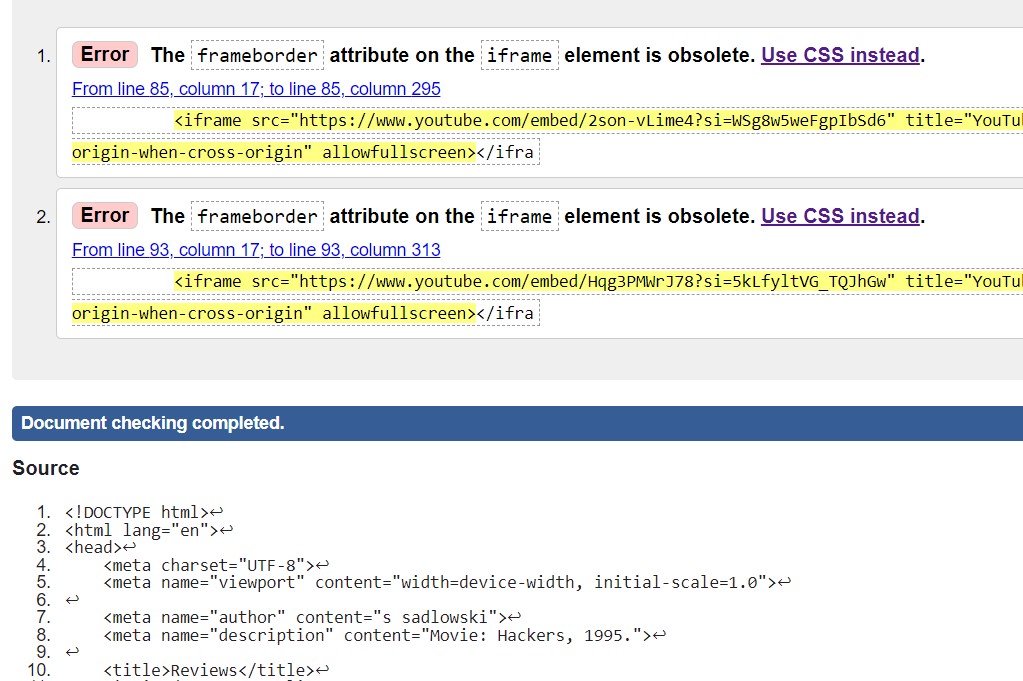 1. Error The frameborder attribute on the iframe element is obsolete. Use CSS instead.
From line 85, column 17; to line 85, column 295
<iframe src="https://www.youtube.com/embed/2son-vLime4?si=WSg8w5weFgpIbSd6" title="YouTu
origin-when-cross-origin" allowfullscreen></ifra
2. Error The frameborder attribute on the iframe element is obsolete. Use CSS instead.
From line 93, column 17; to line 93, column 313
<iframe src="https://www.youtube.com/embed/Hqg3PMWrJ78?si=5kLfyltVG_TQJhGw" title="YouTu
origin-when-cross-origin" allowfullscreen></ifra
Document checking completed.
Source
1. <!DOCTYPE html>↩
2. <html lang="en">↩
3. <head>↩
4. <meta charset="UTF-8">↩
5. <meta name="viewport" content="width=device-width, initial-scale=1.0">↩
6. ↩
7. <meta name="author" content="s sadlowski">↩
8. <meta name="description" content="Movie: Hackers, 1995.">↩
9. ↩
10. <title>Reviews</title>↩